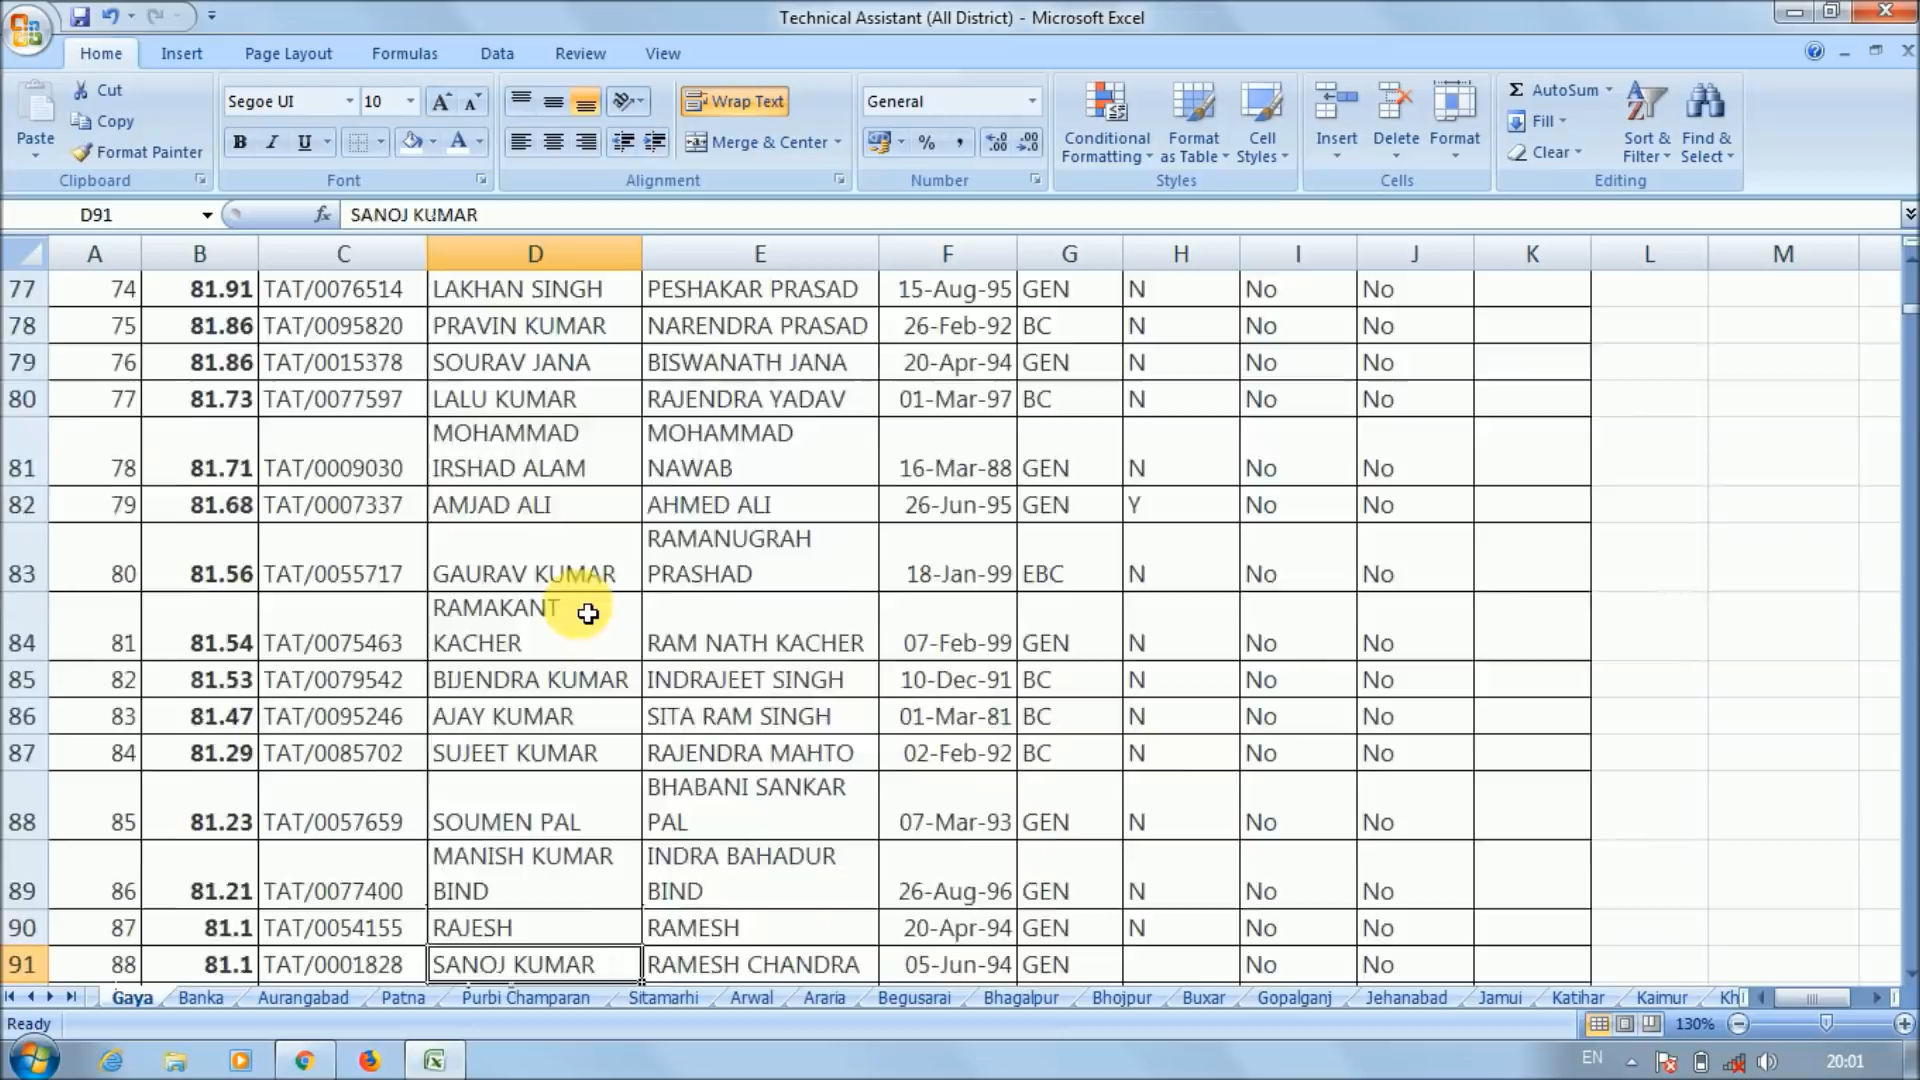 Technical Assistant (All District) - Microsoft Excel
Home Insert Page Layout Formulas Data Review View
Paste
Cut
Copy
Format Painter
Clipboard
Segoe UI 10
B I U
Font
Wrap Text
Merge & Center
Alignment
General
%
Number
Conditional Formatting
Format as Table
Cell Styles
Styles
Insert
Delete
Format
Cells
Σ AutoSum
Fill
Clear
Sort & Filter
Find & Select
Editing
D91 fx SANOJ KUMAR
A B C D E F G H I J K L M
77 74 81.91 TAT/0076514 LAKHAN SINGH PESHAKAR PRASAD 15-Aug-95 GEN N No No
78 75 81.86 TAT/0095820 PRAVIN KUMAR NARENDRA PRASAD 26-Feb-92 BC N No No
79 76 81.86 TAT/0015378 SOURAV JANA BISWANATH JANA 20-Apr-94 GEN N No No
80 77 81.73 TAT/0077597 LALU KUMAR RAJENDRA YADAV 01-Mar-97 BC N No No
MOHAMMAD MOHAMMAD
81 78 81.71 TAT/0009030 IRSHAD ALAM NAWAB 16-Mar-88 GEN N No No
82 79 81.68 TAT/0007337 AMJAD ALI AHMED ALI 26-Jun-95 GEN Y No No
RAMANUGRAH
83 80 81.56 TAT/0055717 GAURAV KUMAR PRASHAD 18-Jan-99 EBC N No No
RAMAKANT
84 81 81.54 TAT/0075463 KACHER RAM NATH KACHER 07-Feb-99 GEN N No No
85 82 81.53 TAT/0079542 BIJENDRA KUMAR INDRAJEET SINGH 10-Dec-91 BC N No No
86 83 81.47 TAT/0095246 AJAY KUMAR SITA RAM SINGH 01-Mar-81 BC N No No
87 84 81.29 TAT/0085702 SUJEET KUMAR RAJENDRA MAHTO 02-Feb-92 BC N No No
BHABANI SANKAR
88 85 81.23 TAT/0057659 SOUMEN PAL PAL 07-Mar-93 GEN N No No
MANISH KUMAR INDRA BAHADUR
89 86 81.21 TAT/0077400 BIND BIND 26-Aug-96 GEN N No No
90 87 81.1 TAT/0054155 RAJESH RAMESH 20-Apr-94 GEN N No No
91 88 81.1 TAT/0001828 SANOJ KUMAR RAMESH CHANDRA 05-Jun-94 GEN No No
Gaya Banka Aurangabad Patna Purbi Champaran Sitamarhi Arwal Araria Begusarai Bhagalpur Bhojpur Buxar Gopalganj Jehanabad Jamui Katihar Kaimur Kh
Ready 130%
EN 20:01